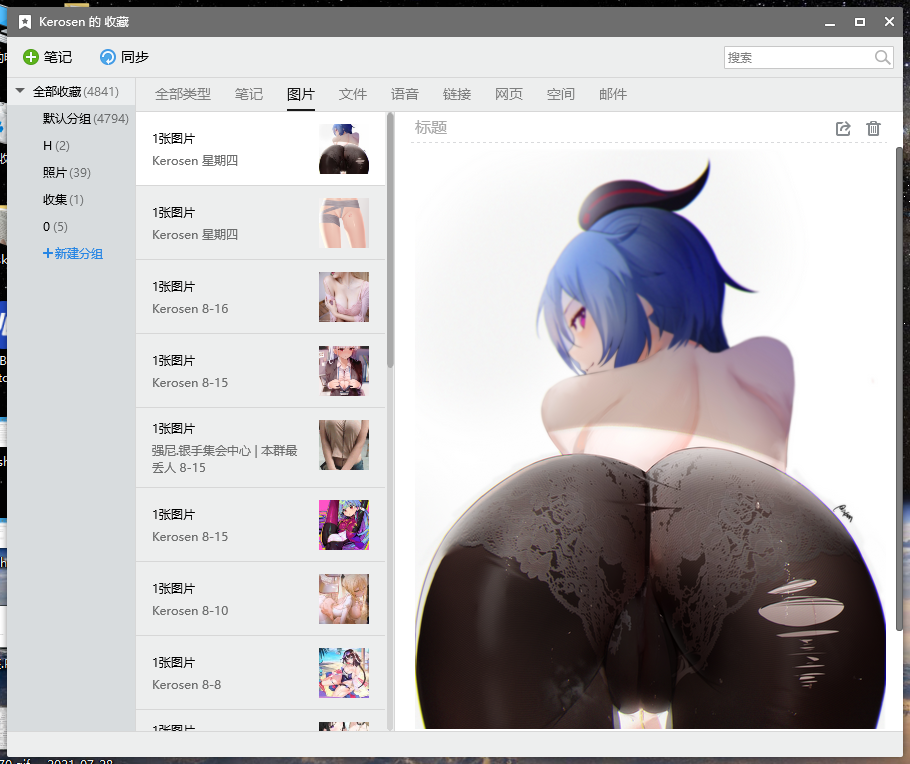 Kerosen 的 收藏
笔记
同步
搜索
全部收藏 (4841)
默认分组 (4794)
H (2)
照片 (39)
收集 (1)
0 (5)
+新建分组
全部类型 笔记 图片 文件 语音 链接 网页 空间 邮件
1张图片
Kerosen 星期四
1张图片
Kerosen 星期四
1张图片
Kerosen 8-16
1张图片
Kerosen 8-15
1张图片
强尼.银手集会中心 | 本群最
丢人 8-15
1张图片
Kerosen 8-15
1张图片
Kerosen 8-10
1张图片
Kerosen 8-8
1张图片
标题